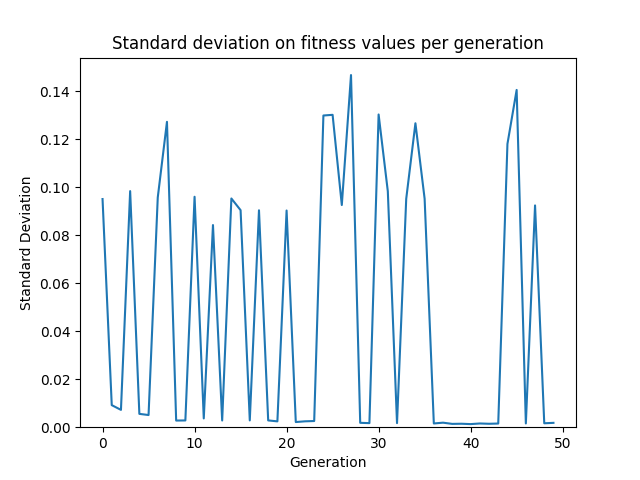 Standard deviation on fitness values per generation
0.14
0.12
0.10
0.08
0.06
0.04
0.02
0.00
Standard Deviation
0 10 20 30 40 50
Generation